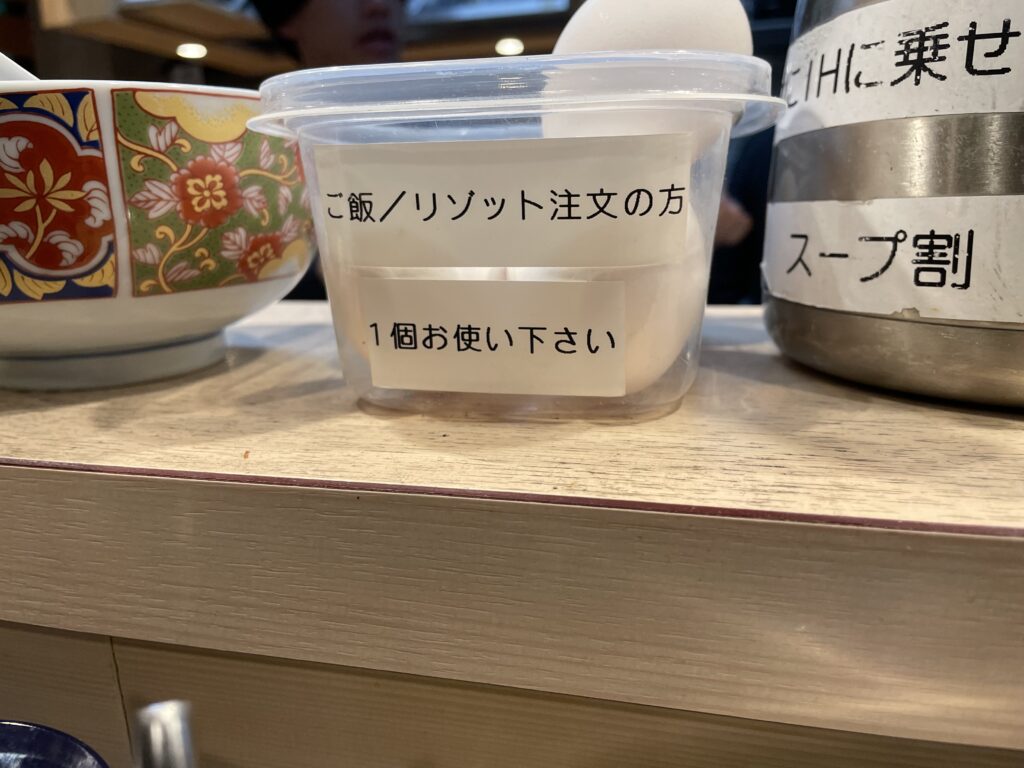 ご飯／リゾット注文の方
1個お使い下さい
IHに乗せ
スープ割